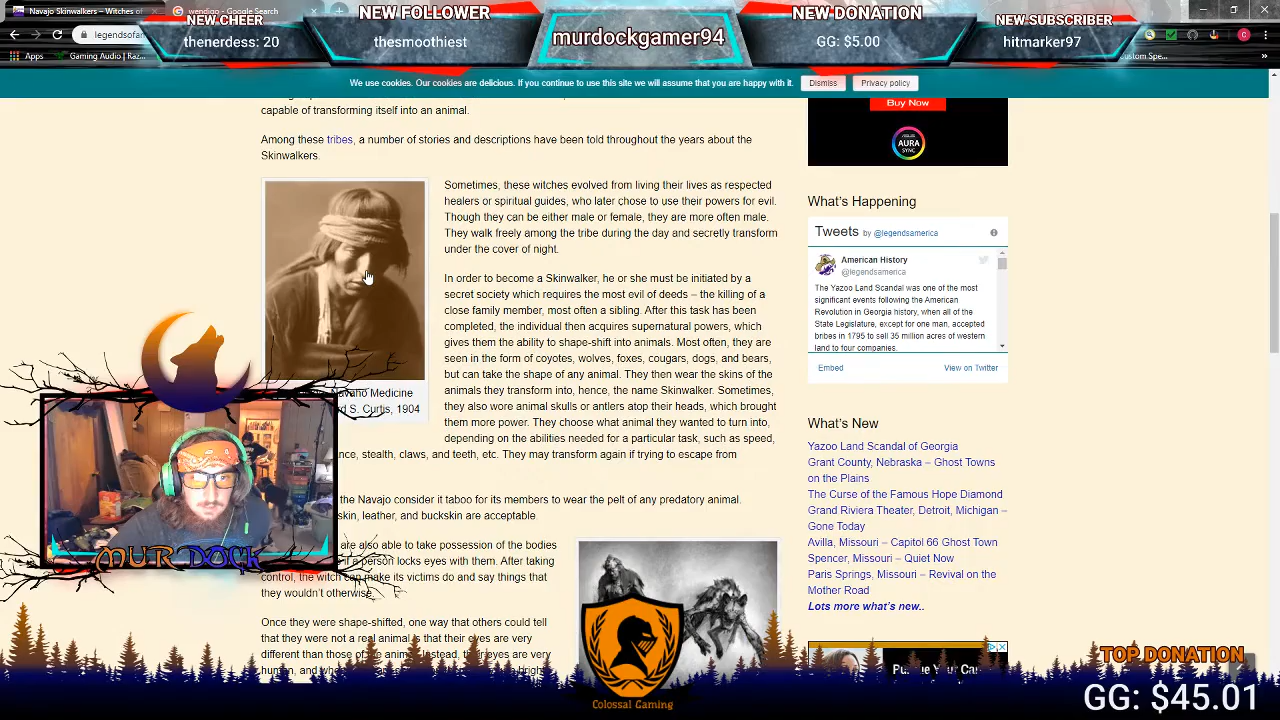 Navajo Skinwalkers – Witches of
wendigo - Google Search
NEW CHEER
thenerdess: 20
NEW FOLLOWER
thesmoothiest
murdockgamer94
NEW DONATION
GG: $5.00
NEW SUBSCRIBER
hitmarker97
legendsofam
Apps
Gaming Audio | Raz...
Custom Spe...
We use cookies. Our cookies are delicious. If you continue to use this site we will assume that you are happy with it.
Dismiss
Privacy policy
capable of transforming itself into an animal.
Among these tribes, a number of stories and descriptions have been told throughout the years about the
Skinwalkers.
Sometimes, these witches evolved from living their lives as respected
healers or spiritual guides, who later chose to use their powers for evil.
Though they can be either male or female, they are more often male.
They walk freely among the tribe during the day and secretly transform
under the cover of night.
In order to become a Skinwalker, he or she must be initiated by a
secret society which requires the most evil of deeds – the killing of a
close family member, most often a sibling. After this task has been
completed, the individual then acquires supernatural powers, which
gives them the ability to shape-shift into animals. Most often, they are
seen in the form of coyotes, wolves, foxes, cougars, dogs, and bears,
but can take the shape of any animal. They then wear the skins of the
animals they transform into, hence, the name Skinwalker. Sometimes,
they also wore animal skulls or antlers atop their heads, which brought
them more power. They choose what animal they wanted to turn into,
depending on the abilities needed for a particular task, such as speed,
nce, stealth, claws, and teeth, etc. They may transform again if trying to escape from
Navaho Medicine
rd S. Curtis, 1904
the Navajo consider it taboo for its members to wear the pelt of any predatory animal.
skin, leather, and buckskin are acceptable.
are also able to take possession of the bodies
if a person locks eyes with them. After taking
control, the witch can make its victims do and say things that
they wouldn't otherwise.
Once they were shape-shifted, one way that others could tell
that they were not a real animal is that their eyes are very
different than those of the animal. Instead, their eyes are very
MURDOCK
Colossal Gaming
Buy Now
ASUS
AURA
SYNC
What's Happening
Tweets by @legendsamerica
American History
@legendsamerica
The Yazoo Land Scandal was one of the most
significant events following the American
Revolution in Georgia history, when all of the
State Legislature, except for one man, accepted
bribes in 1795 to sell 35 million acres of western
land to four companies.
Embed
View on Twitter
What's New
Yazoo Land Scandal of Georgia
Grant County, Nebraska – Ghost Towns
on the Plains
The Curse of the Famous Hope Diamond
Grand Riviera Theater, Detroit, Michigan –
Gone Today
Avilla, Missouri – Capitol 66 Ghost Town
Spencer, Missouri – Quiet Now
Paris Springs, Missouri – Revival on the
Mother Road
Lots more what's new..
TOP DONATION
GG: $45.01